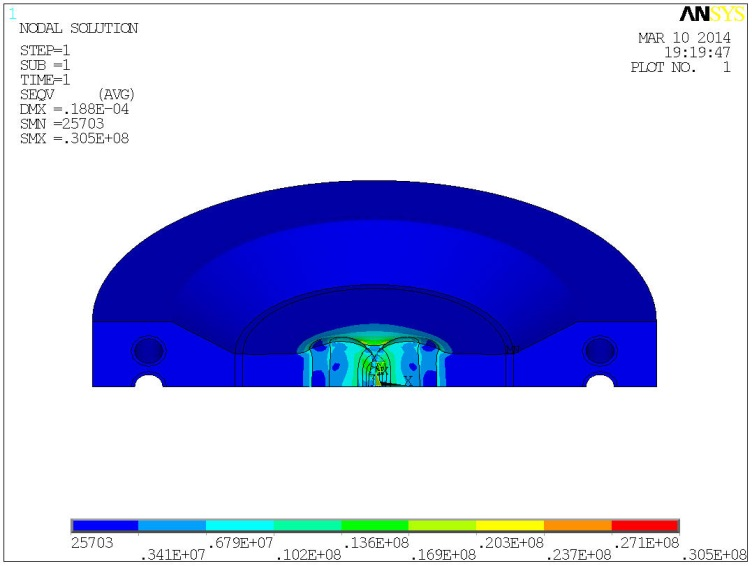 1
ANSYS
NODAL SOLUTION
STEP=1
SUB =1
TIME=1
SEQV (AVG)
DMX =.188E-04
SMN =25703
SMX =.305E+08
MAR 10 2014
19:19:47
PLOT NO. 1
X
25703 .679E+07 .136E+08 .203E+08 .271E+08
.341E+07 .102E+08 .169E+08 .237E+08 .305E+08